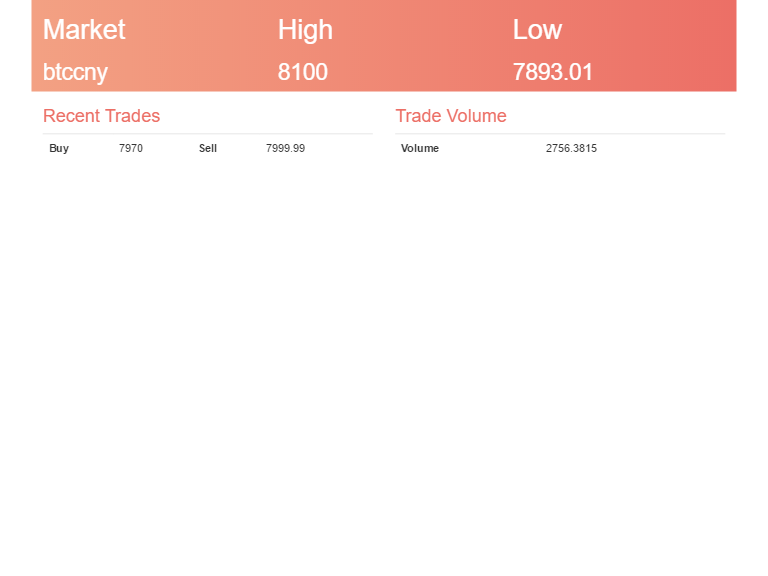 Market High Low
btccny 8100 7893.01
Recent Trades Trade Volume
Buy 7970 Sell 7999.99 Volume 2756.3815